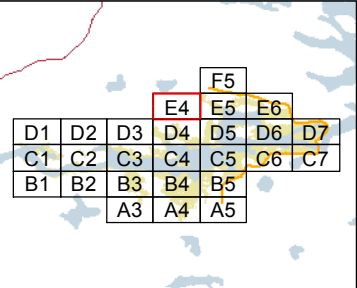 F5
E4 E5 E6
D1 D2 D3 D4 D5 D6 D7
C1 C2 C3 C4 C5 C6 C7
B1 B2 B3 B4 B5
A3 A4 A5